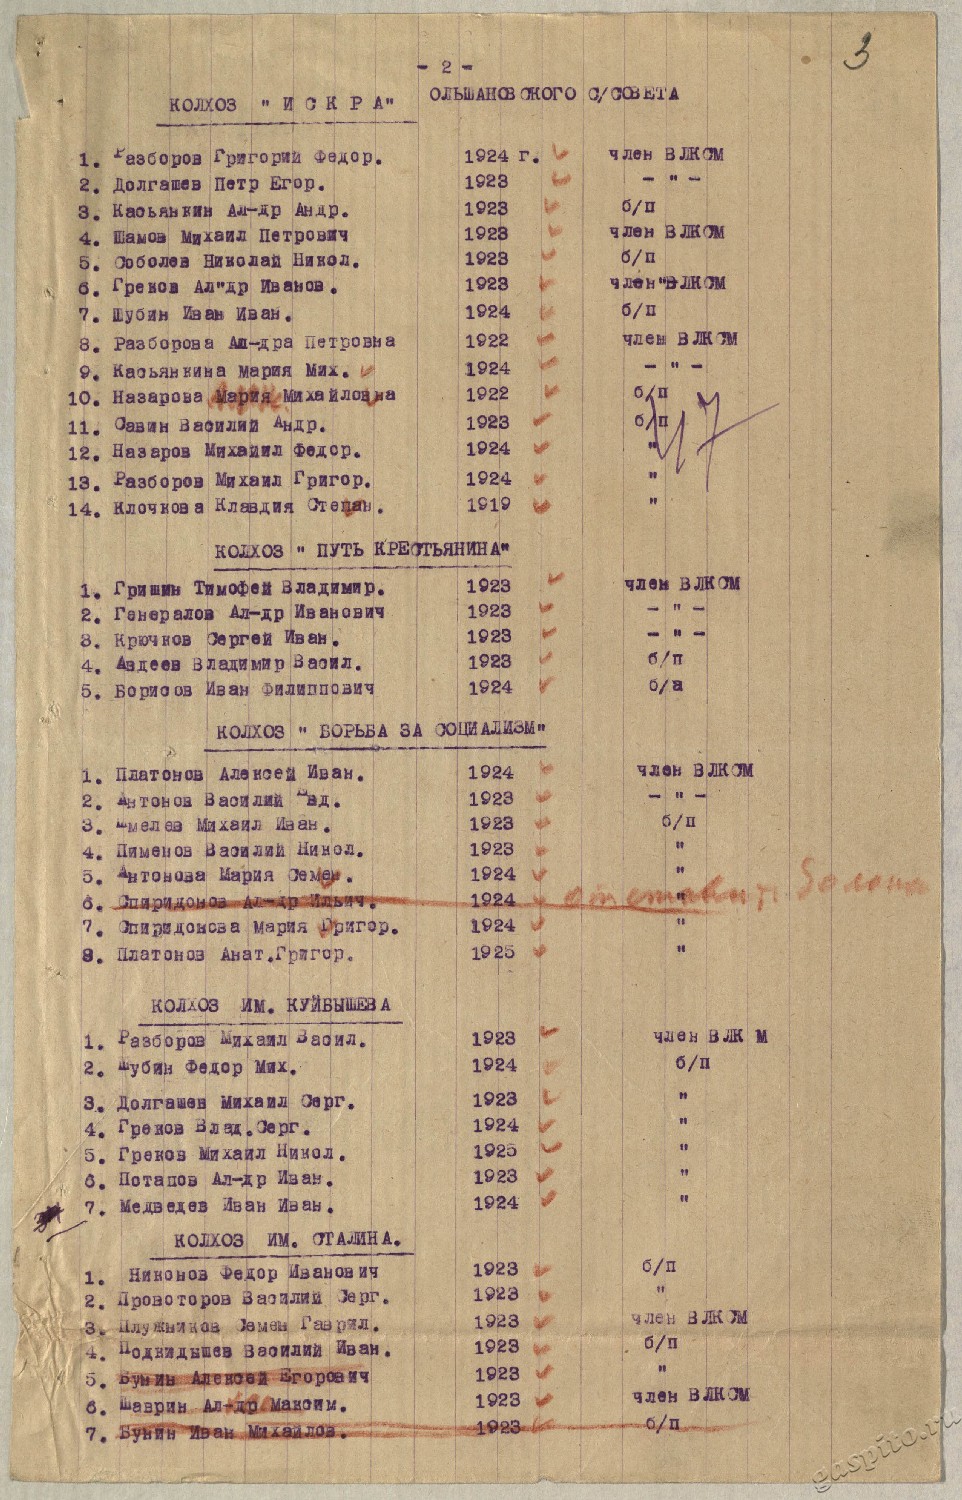 3
- 2 -
КОЛХОЗ " И С К Р А" ОЛЬШАНОВСКОГО С/СОВЕТА
1. Разборов Григорий Федор. 1924 г. член ВЛКСМ
2. Долгашев Петр Егор. 1923 - " -
3. Касьянкин Ал-др Андр. 1923 б/п
4. Шамов Михаил Петрович 1923 член ВЛКСМ
5. Соболев Николай Никол. 1923 б/п
6. Греков Ал"др Иванов. 1923 член ВЛКСМ
7. Шубин Иван Иван. 1924 б/п
8. Разборова Ал-дра Петровна 1922 член ВЛКСМ
9. Касьянкина Мария Мих. 1924 - " -
10. Назарова Мария Михайловна 1922 б/п
11. Савин Василий Андр. 1923 б/п
12. Назаров Михаил Федор. 1924 "
13. Разборов Михаил Григор. 1924 "
14. Клочкова Клавдия Степан. 1919 "
КОЛХОЗ " ПУТЬ КРЕСТЬЯНИНА"
1. Гришин Тимофей Владимир. 1923 член ВЛКСМ
2. Генералов Ал-др Иванович 1923 - " -
3. Крючков Сергей Иван. 1923 - " -
4. Авдеев Владимир Васил. 1923 б/п
5. Борисов Иван Филиппович 1924 б/а
КОЛХОЗ " БОРЬБА ЗА СОЦИАЛИЗМ"
1. Платонов Алексей Иван. 1924 член ВЛКСМ
2. Антонов Василий 1923 - " -
3. Шмелев Михаил Иван. 1923 б/п
4. Пименов Василий Никол. 1923 "
5. Антонова Мария Семен. 1924 "
6. Спиридонов Ал-др Ильич. 1924 "
7. Спиридонова Мария Григор. 1924 "
8. Платонов Анат.Григор. 1925 "
КОЛХОЗ ИМ. КУЙБЫШЕВА
1. Разборов Михаил Васил. 1923 член ВЛК М
2. Шубин Федор Мих. 1924 б/п
3. Долгашев Михаил Серг. 1923 "
4. Греков Влад.Серг. 1924 "
5. Греков Михаил Никол. 1925 "
6. Потапов Ал-др Иван. 1923 "
7. Медведев Иван Иван. 1924 "
КОЛХОЗ ИМ. СТАЛИНА.
1. Никонов Федор Иванович 1923 б/п
2. Провоторов Василий Серг. 1923 "
3. Плужников Семен Гаврил. 1923 член ВЛКСМ
4. Подкидышев Василий Иван. 1923 б/п
5. Бунин Алексей Егорович 1923 "
6. Шаврин Ал-др Максим. 1923 член ВЛКСМ
7. Бунин Иван Михайлов. 1923 б/п
gaspito.ru